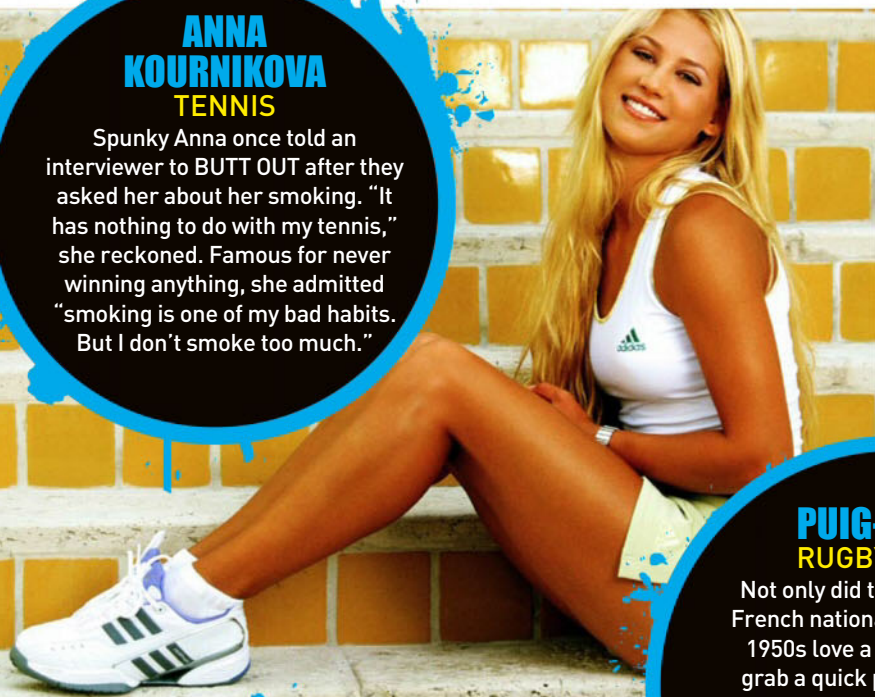 ANNA
KOURNIKOVA
TENNIS
Spunky Anna once told an
interviewer to BUTT OUT after they
asked her about her smoking. “It
has nothing to do with my tennis,”
she reckoned. Famous for never
winning anything, she admitted
“smoking is one of my bad habits.
But I don’t smoke too much.”
adidas
PUIG-
RUGB
Not only did t
French nationa
1950s love a
grab a quick p